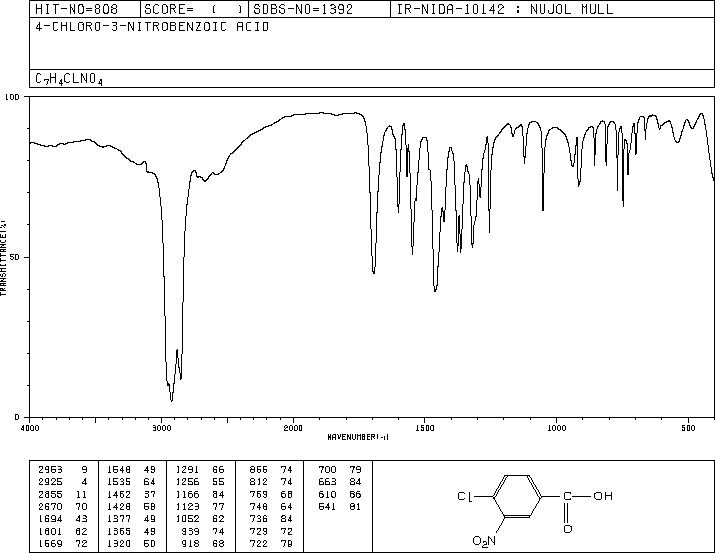 HIT-NO=808 SCORE= ( ) SDBS-NO=1392 IR-NIDA-10142 : NUJOL MULL
4-CHLORO-3-NITROBENZOIC ACID
C₇H₄CLNO₄
100
50
0
TRANSMITTANCE(%)
4000 3000 2000 1500 1000 500
WAVENUMBER(-1)
2953 9 1548 49 1291 66 866 74 700 79
2925 4 1535 64 1256 55 812 74 663 84
2855 11 1462 37 1166 84 769 68 610 86
2670 70 1428 58 1123 77 748 64 541 81
1694 43 1377 49 1052 62 736 84
1601 62 1365 49 939 74 729 72
1569 72 1320 50 918 68 722 78
Cl C OH
O₂N O